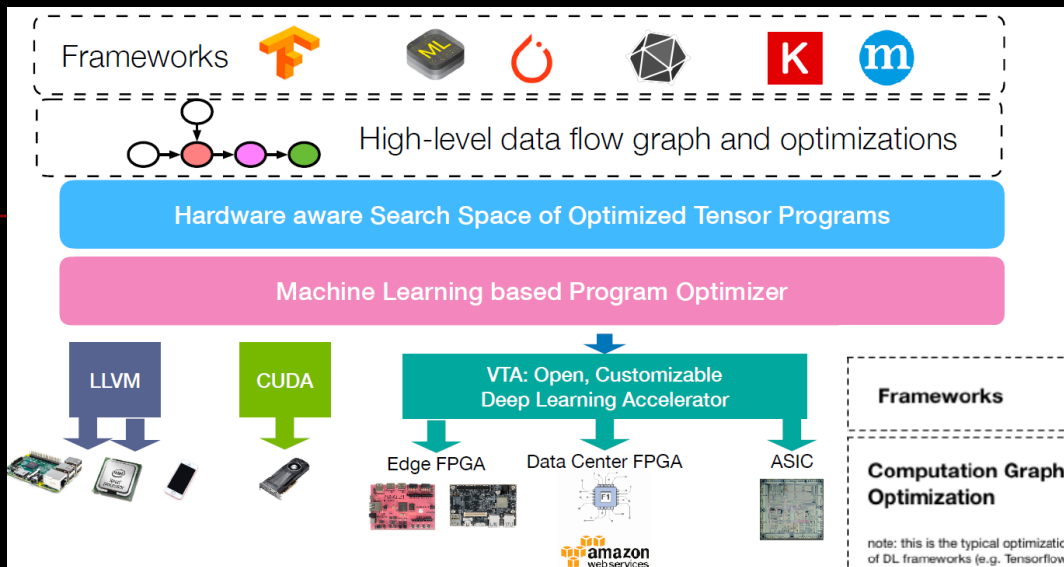 Frameworks
ML
K
m
High-level data flow graph and optimizations
Hardware aware Search Space of Optimized Tensor Programs
Machine Learning based Program Optimizer
LLVM
CUDA
VTA: Open, Customizable
Deep Learning Accelerator
Edge FPGA
Data Center FPGA
ASIC
F1
amazon
webservices
Frameworks
Computation Graph
Optimization
note: this is the typical optimization
of DL frameworks (e.g. Tensorflow